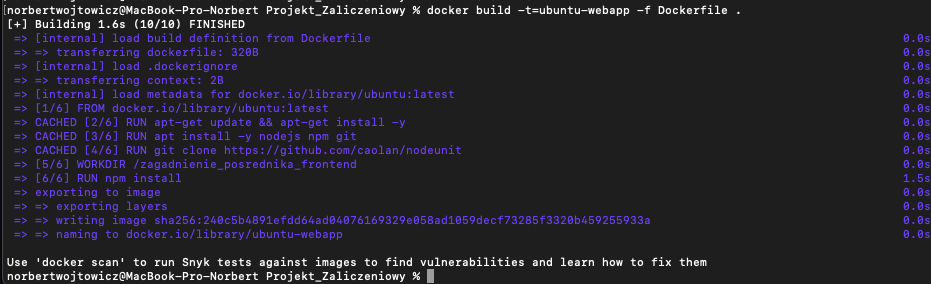 [norbertwojtowicz@MacBook-Pro-Norbert Projekt_Zaliczeniowy % docker build -t=ubuntu-webapp -f Dockerfile .
[+] Building 1.6s (10/10) FINISHED
=> [internal] load build definition from Dockerfile 0.0s
=> => transferring dockerfile: 320B 0.0s
=> [internal] load .dockerignore 0.0s
=> => transferring context: 2B 0.0s
=> [internal] load metadata for docker.io/library/ubuntu:latest 0.0s
=> [1/6] FROM docker.io/library/ubuntu:latest 0.0s
=> CACHED [2/6] RUN apt-get update && apt-get install -y 0.0s
=> CACHED [3/6] RUN apt install -y nodejs npm git 0.0s
=> CACHED [4/6] RUN git clone https://github.com/caolan/nodeunit 0.0s
=> [5/6] WORKDIR /zagadnienie_posrednika_frontend 0.0s
=> [6/6] RUN npm install 1.5s
=> exporting to image 0.0s
=> => exporting layers 0.0s
=> => writing image sha256:240c5b4891efdd64ad04076169329e058ad1059decf73285f3320b459255933a 0.0s
=> => naming to docker.io/library/ubuntu-webapp 0.0s
Use 'docker scan' to run Snyk tests against images to find vulnerabilities and learn how to fix them
norbertwojtowicz@MacBook-Pro-Norbert Projekt_Zaliczeniowy %